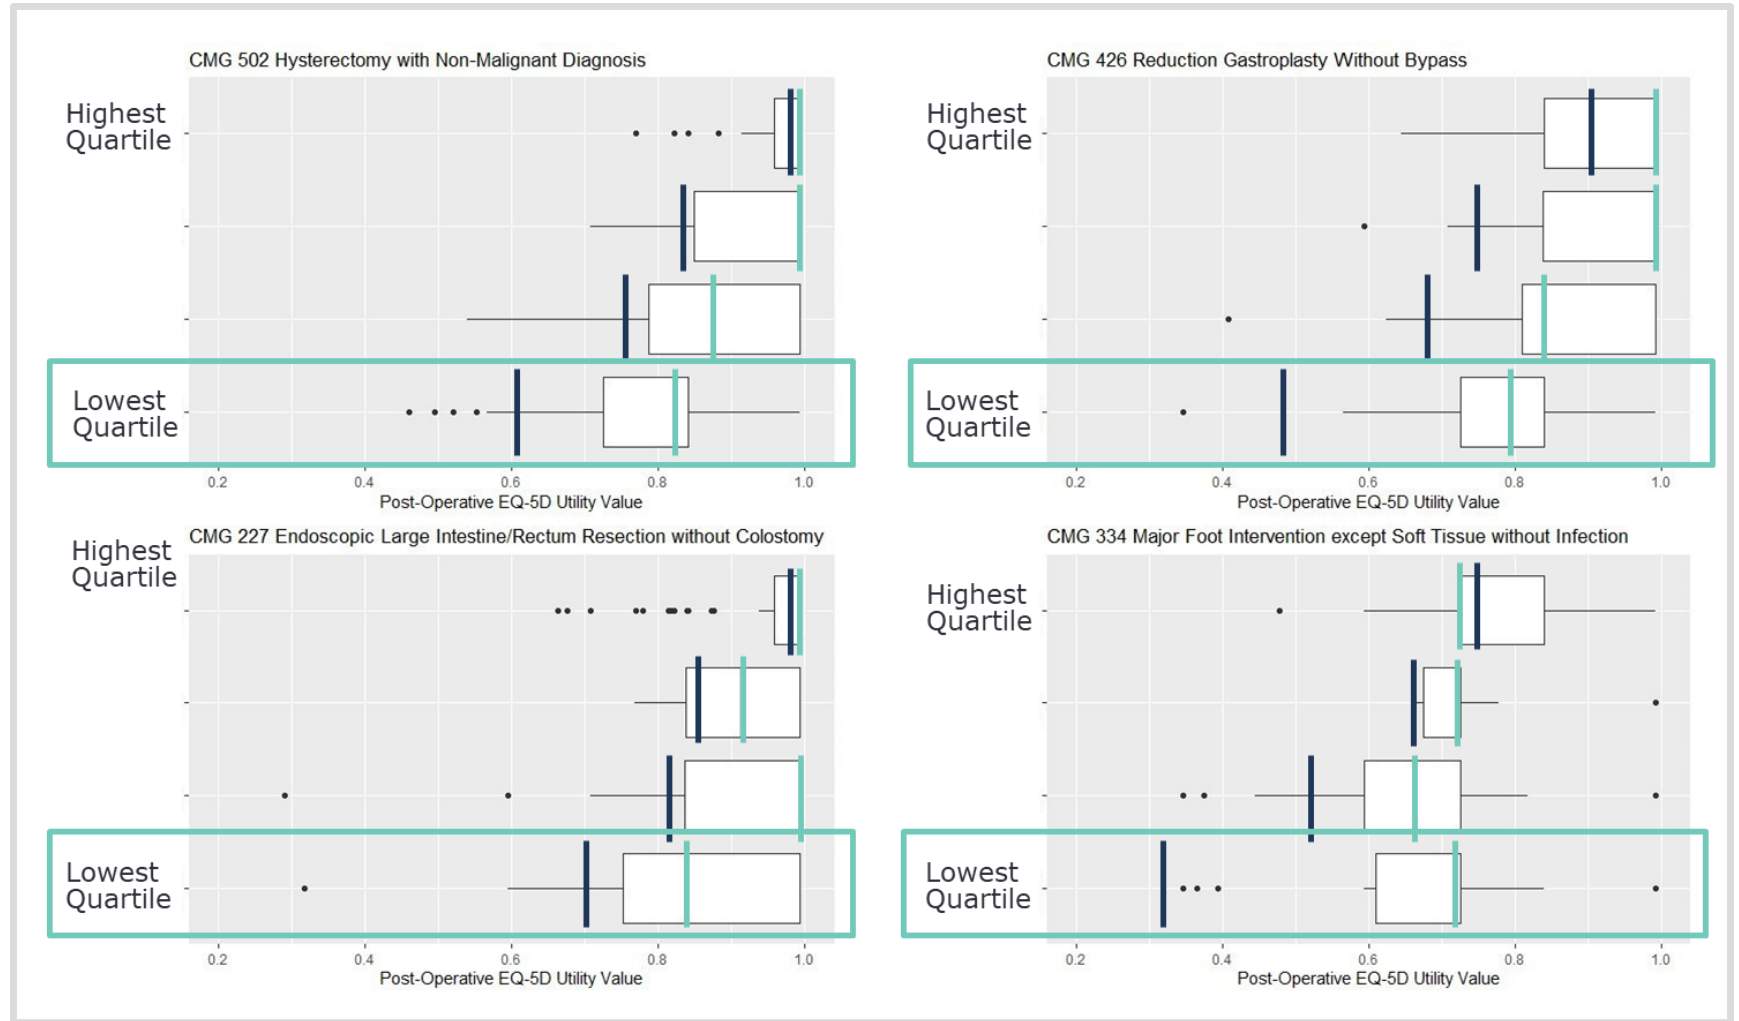 CMG 502 Hysterectomy with Non-Malignant Diagnosis
Highest
Quartile
Lowest
Quartile
0.2 0.4 0.6 0.8 1.0
Post-Operative EQ-5D Utility Value
CMG 426 Reduction Gastroplasty Without Bypass
Highest
Quartile
Lowest
Quartile
0.2 0.4 0.6 0.8 1.0
Post-Operative EQ-5D Utility Value
CMG 227 Endoscopic Large Intestine/Rectum Resection without Colostomy
Highest
Quartile
Lowest
Quartile
0.2 0.4 0.6 0.8 1.0
Post-Operative EQ-5D Utility Value
CMG 334 Major Foot Intervention except Soft Tissue without Infection
Highest
Quartile
Lowest
Quartile
0.2 0.4 0.6 0.8 1.0
Post-Operative EQ-5D Utility Value